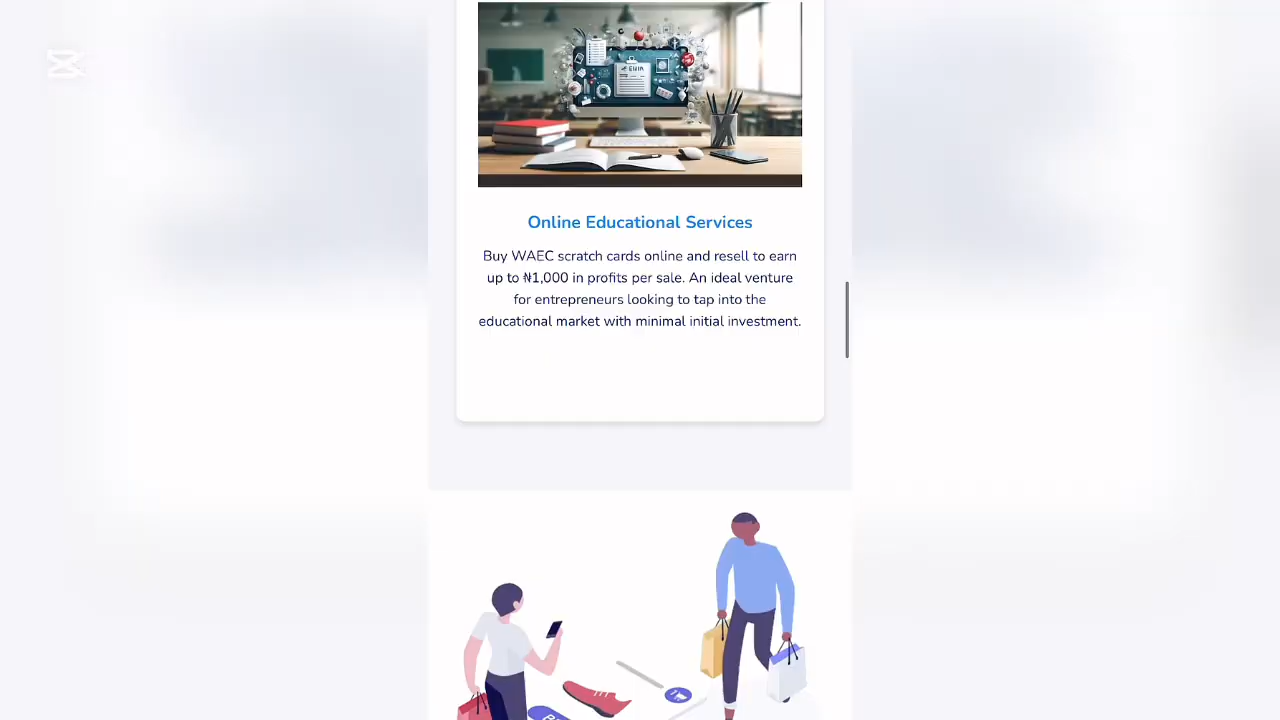 Online Educational Services
Buy WAEC scratch cards online and resell to earn
up to ₦1,000 in profits per sale. An ideal venture
for entrepreneurs looking to tap into the
educational market with minimal initial investment.